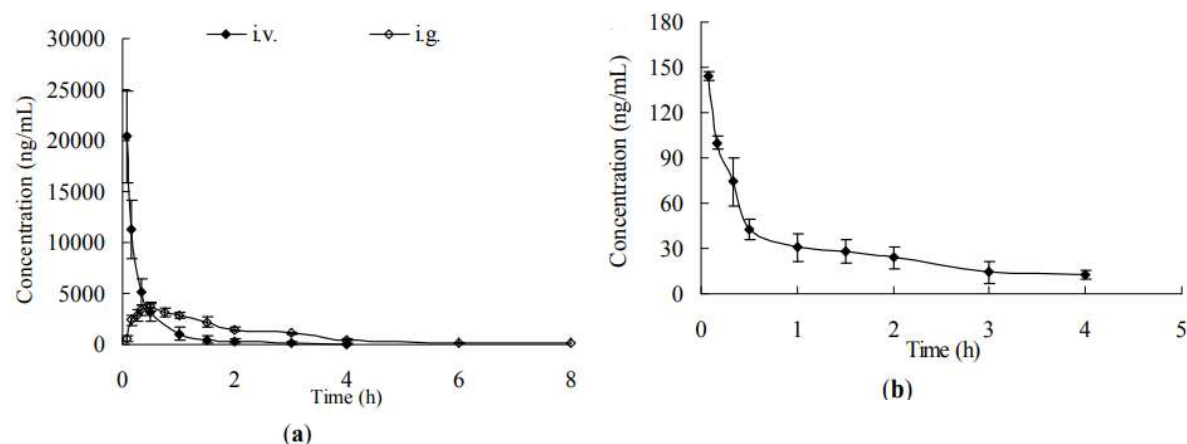 i.v. i.g.
30000
25000
20000
15000
10000
5000
0
Concentration (ng/mL)
0 2 4 6 8
Time (h)
(a)
180
150
120
90
60
30
0
Concentration (ng/mL)
0 1 2 3 4 5
Time (h)
(b)